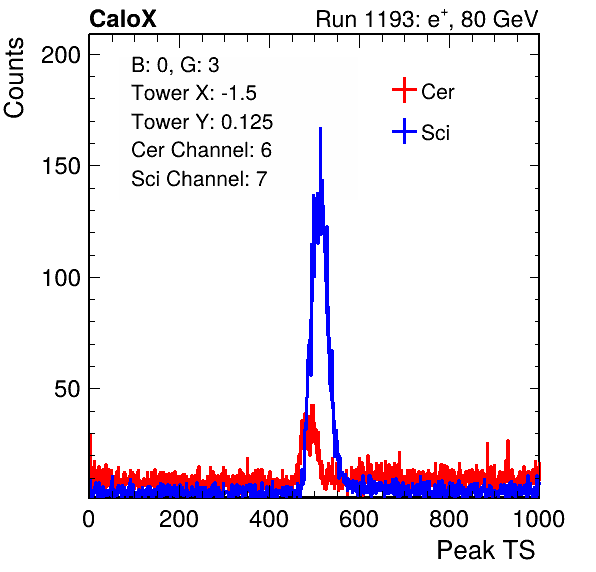 CaloX Run 1193: e⁺, 80 GeV
B: 0, G: 3
Tower X: -1.5
Tower Y: 0.125
Cer Channel: 6
Sci Channel: 7
Cer
Sci
Counts
200
150
100
50
0 200 400 600 800 1000
Peak TS